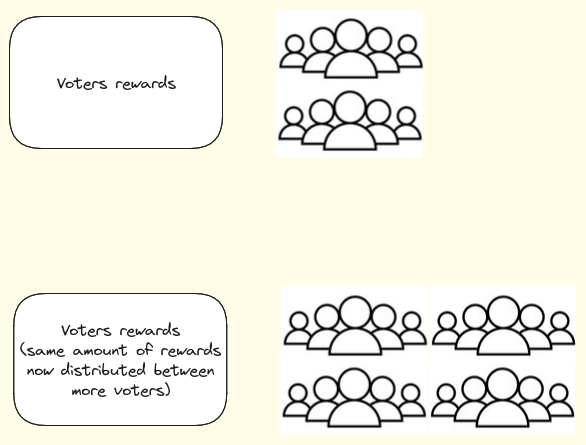 Voters rewards
Voters rewards
(same amount of rewards
now distributed between
more voters)